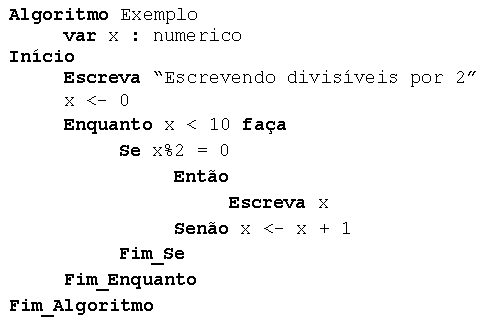 Algoritmo Exemplo
var x : numerico
Início
Escreva “Escrevendo divisíveis por 2”
x <- 0
Enquanto x < 10 faça
Se x%2 = 0
Então
Escreva x
Senão x <- x + 1
Fim_Se
Fim_Enquanto
Fim_Algoritmo